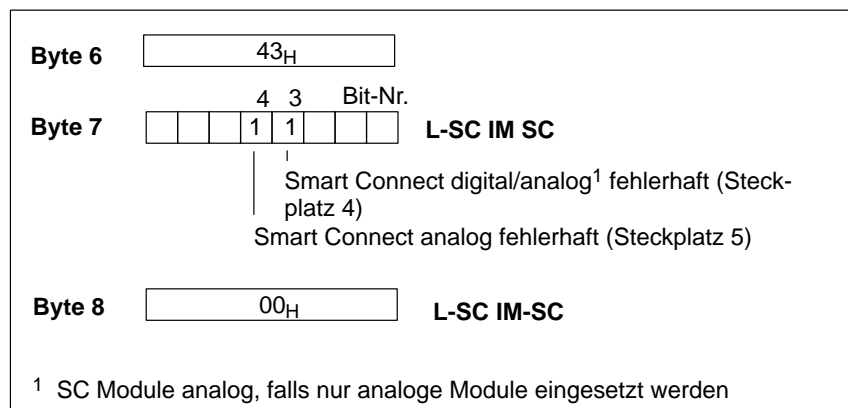 Byte 6 43H
4 3 Bit-Nr.
Byte 7 1 1 L-SC IM SC
Smart Connect digital/analog1 fehlerhaft (Steck-
platz 4)
Smart Connect analog fehlerhaft (Steckplatz 5)
Byte 8 00H L-SC IM-SC
1 SC Module analog, falls nur analoge Module eingesetzt werden